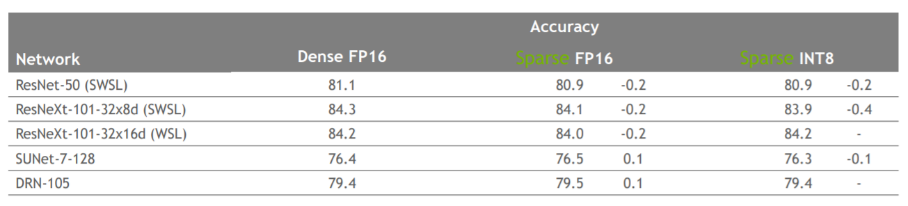 Accuracy
Network Dense FP16 Sparse FP16 Sparse INT8
ResNet-50 (SWSL) 81.1 80.9 -0.2 80.9 -0.2
ResNeXt-101-32x8d (SWSL) 84.3 84.1 -0.2 83.9 -0.4
ResNeXt-101-32x16d (WSL) 84.2 84.0 -0.2 84.2 -
SUNet-7-128 76.4 76.5 0.1 76.3 -0.1
DRN-105 79.4 79.5 0.1 79.4 -